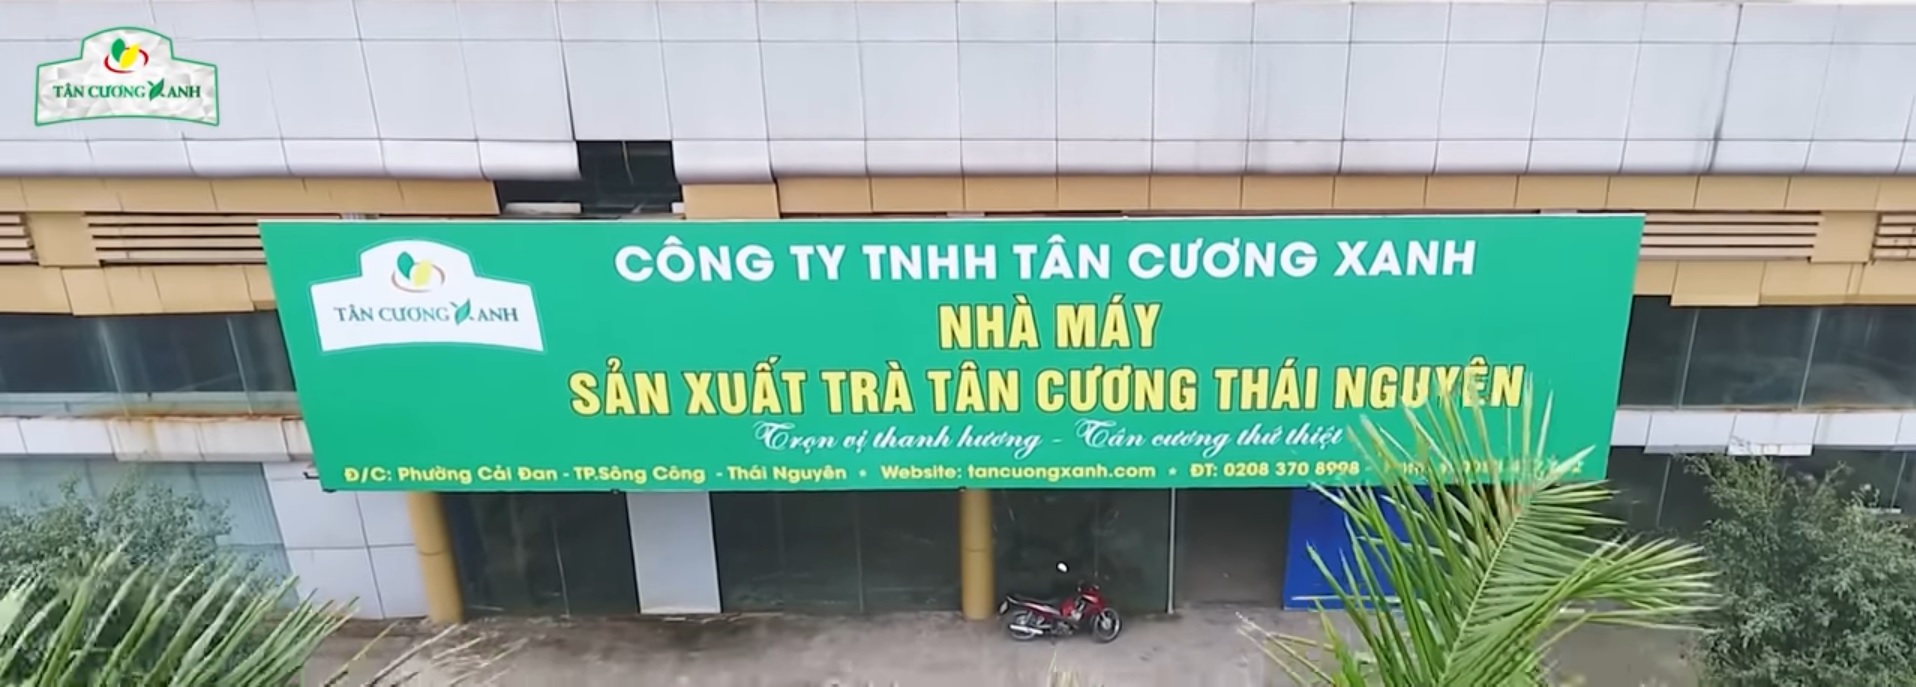 TÂN CƯƠNG XANH
CÔNG TY TNHH TÂN CƯƠNG XANH
TÂN CƯƠNG XANH
NHÀ MÁY
SẢN XUẤT TRÀ TÂN CƯƠNG THÁI NGUYÊN
Trọn vị thanh hương - Tân cương thứ thiệt
Đ/C: Phường Cải Đan - TP.Sông Công - Thái Nguyên * Website: tancuongxanh.com * ĐT: 0208 370 8998 -